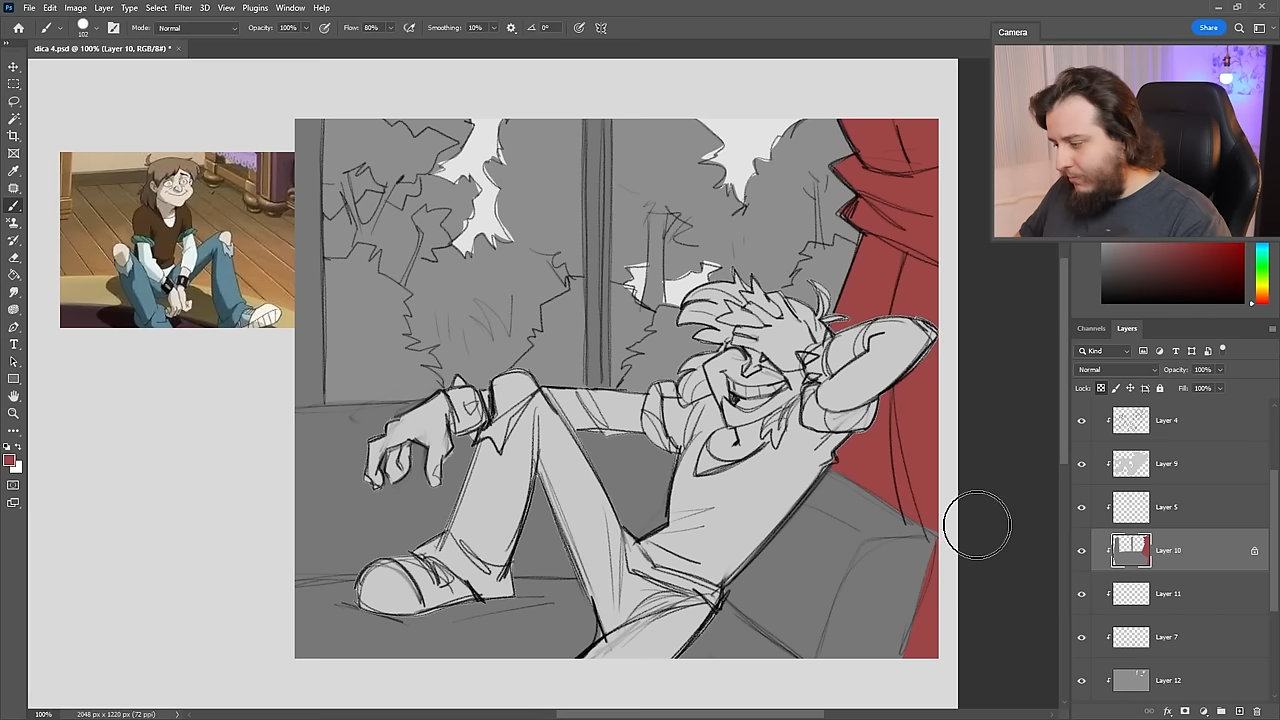 File Edit Image Layer Type Select Filter 3D View Plugins Window Help
102 Mode: Normal Opacity: 100% Flow: 80% Smoothing: 10% 0° Share
dica 4.psd @ 100% (Layer 10, RGB/8#) *
Camera
Channels Layers
Kind
Normal Opacity: 100%
Lock: Fill: 100%
Layer 4
Layer 9
Layer 5
Layer 10
Layer 11
Layer 7
Layer 12
100% 2048 px x 1220 px (72 ppi)